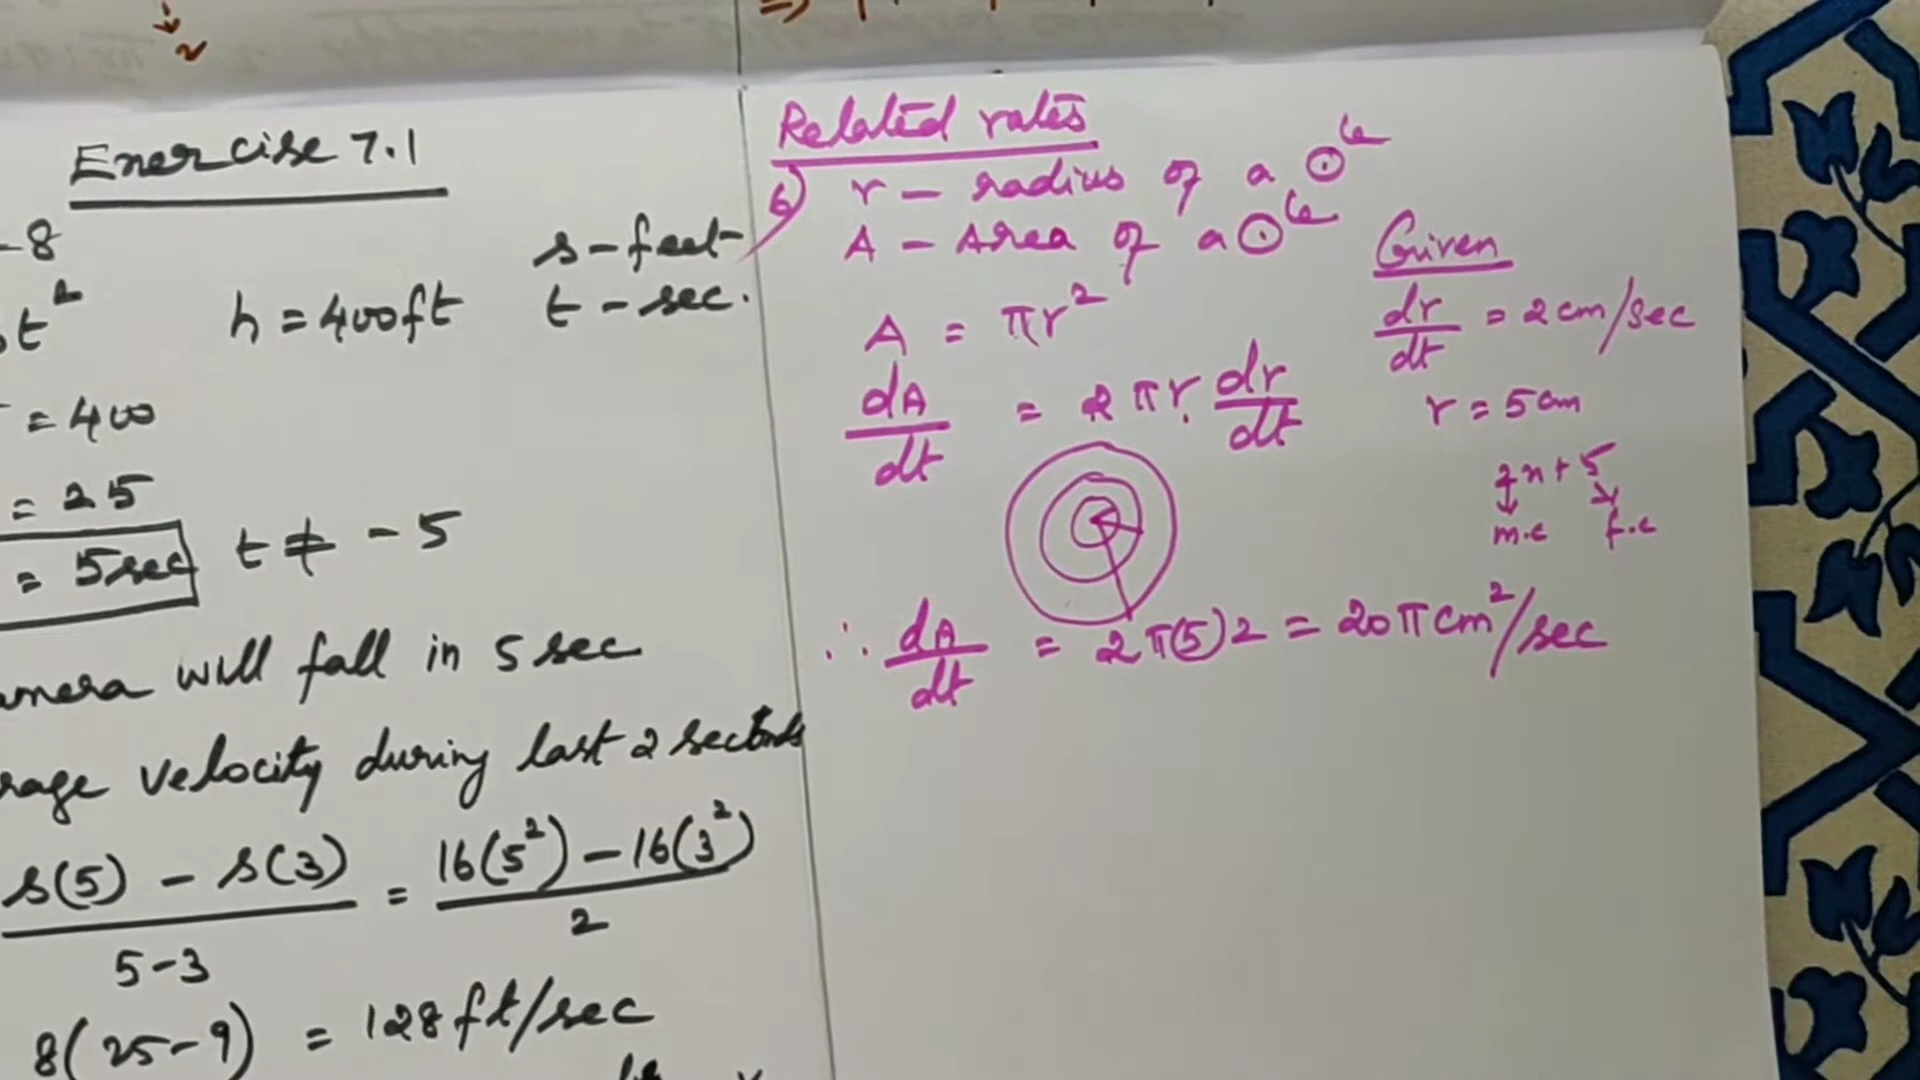 Exercise 7.1
-8
s - feet
t²
h = 400ft
t - sec.
= 400
= 25
= 5sec
t ≠ -5
will fall in 5 sec
velocity during last 2 seconds
s(5) - s(3) / 5-3 = 16(5²) - 16(3²) / 2
8(25-9) = 128 ft/sec
Related rates
6) r - radius of a ⊙le
A - Area of a ⊙le
Given
A = πr²
dr/dt = 2cm/sec
dA/dt = 2πr. dr/dt
r = 5cm
2x + 5
m.c f.c
∴ dA/dt = 2π(5)2 = 20π cm²/sec